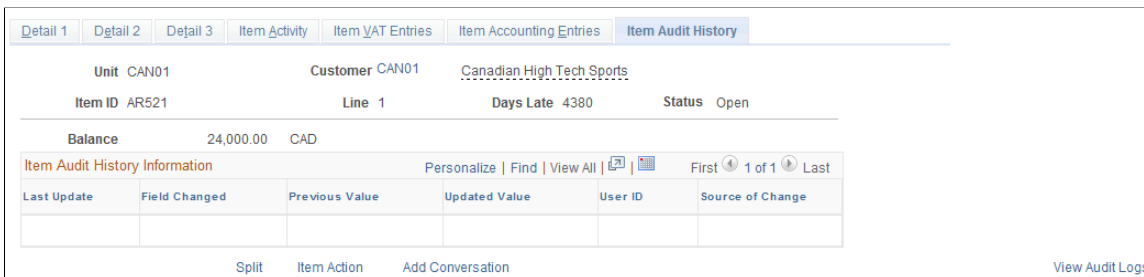 Detail 1 Detail 2 Detail 3 Item Activity Item VAT Entries Item Accounting Entries Item Audit History
Unit CAN01 Customer CAN01 Canadian High Tech Sports
Item ID AR521 Line 1 Days Late 4380 Status Open
Balance 24,000.00 CAD
Item Audit History Information Personalize | Find | View All | | First 1 of 1 Last
Last Update Field Changed Previous Value Updated Value User ID Source of Change
Split Item Action Add Conversation View Audit Logs